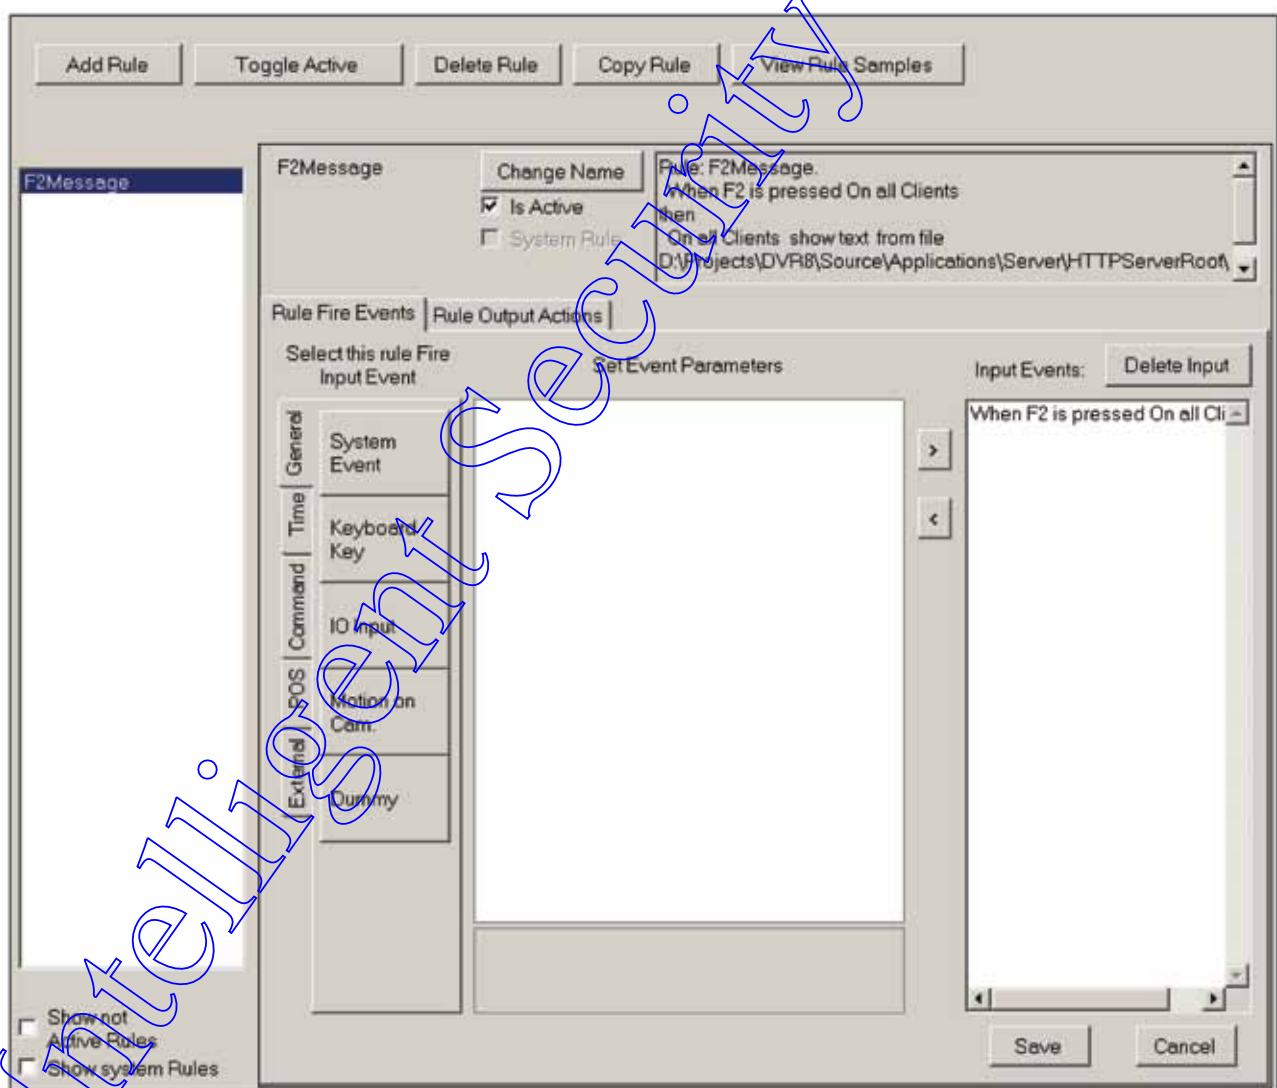 Add Rule
Toggle Active
Delete Rule
Copy Rule
View Rule Samples
F2Message
F2Message
Change Name
Is Active
System Rule
Rule: F2Message.
When F2 is pressed On all Clients
then
On all Clients show text from file
D:\Projects\DVR8\Source\Applications\Server\HTTPServerRoot\
Rule Fire Events
Rule Output Actions
Select this rule Fire
Input Event
Set Event Parameters
Input Events:
Delete Input
General
Time
Command
POS
External
System
Event
Keyboard
Key
IO Input
Motion on
Cam.
Dummy
>
<
When F2 is pressed On all Cli
Show not
Active Rules
Show system Rules
Save
Cancel
Intelligent Security